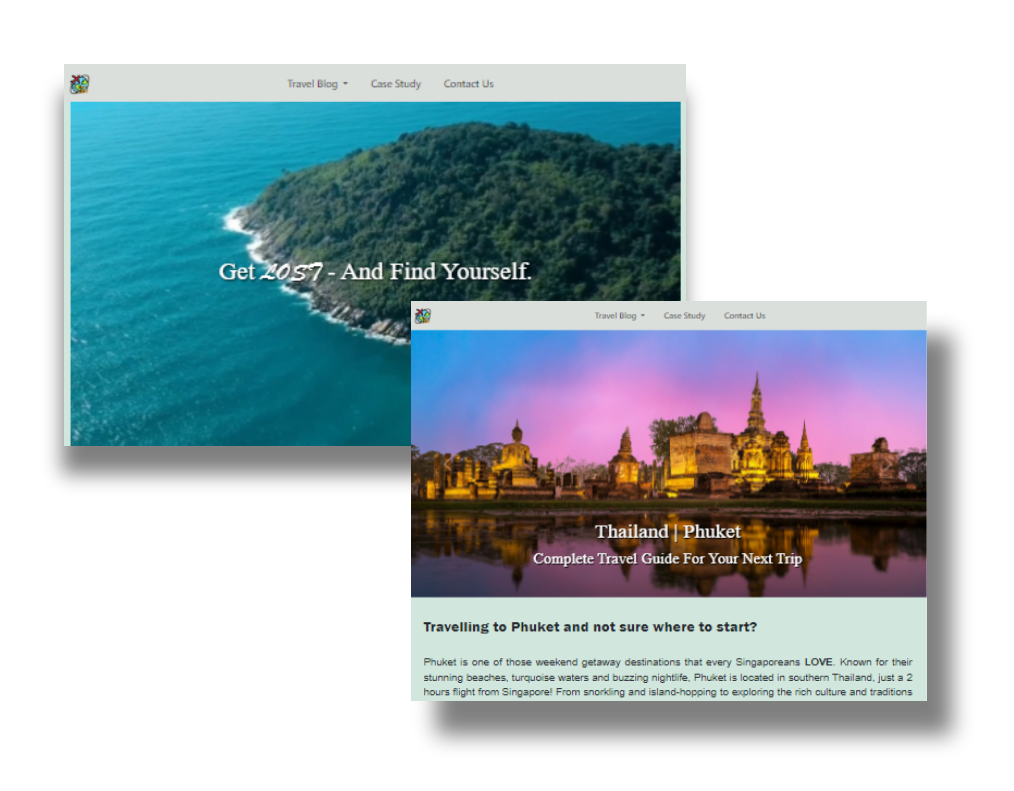 Travel Blog Case Study Contact Us
Get LOST - And Find Yourself.
Travel Blog Case Study Contact Us
Thailand | Phuket
Complete Travel Guide For Your Next Trip
Travelling to Phuket and not sure where to start?
Phuket is one of those weekend getaway destinations that every Singaporeans LOVE. Known for their
stunning beaches, turquoise waters and buzzing nightlife, Phuket is located in southern Thailand, just a 2
hours flight from Singapore! From snorkling and island-hopping to exploring the rich culture and traditions